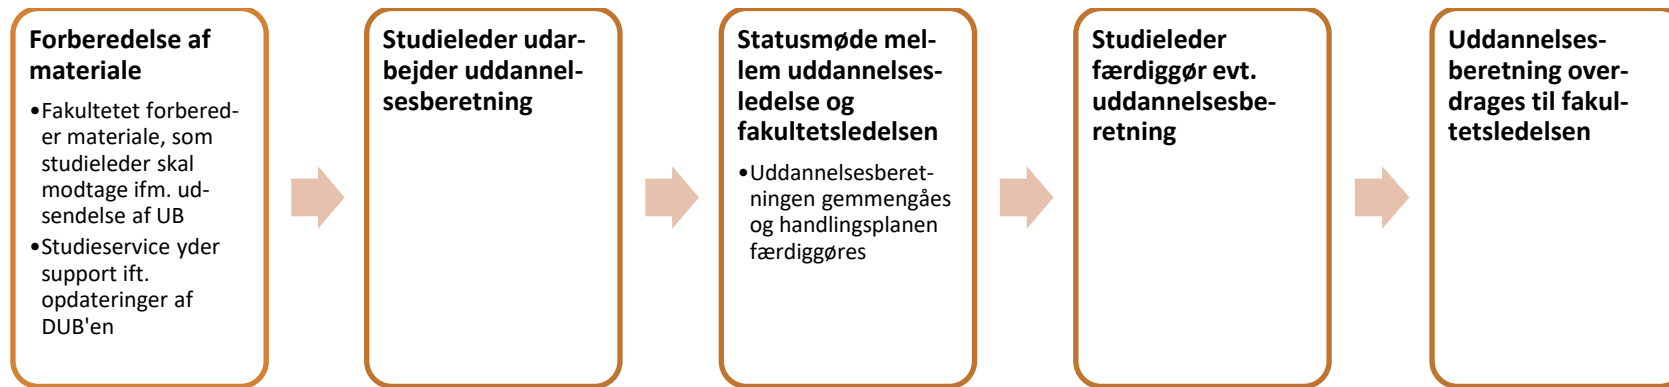 Forberedelse af
materiale
•Fakultetet forbered-
er materiale, som
studieleder skal
modtage ifm. ud-
sendelse af UB
•Studieservice yder
support ift.
opdateringer af
DUB'en
Studieleder udar-
bejder uddannel-
sesberetning
Statusmøde mel-
lem uddannelses-
ledelse og
fakultetsledelsen
•Uddannelsesberet-
ningen gemmengåes
og handlingsplanen
færdiggøres
Studieleder
færdiggør evt.
uddannelsesbe-
retning
Uddannelses-
beretning over-
drages til fakul-
tetsledelsen